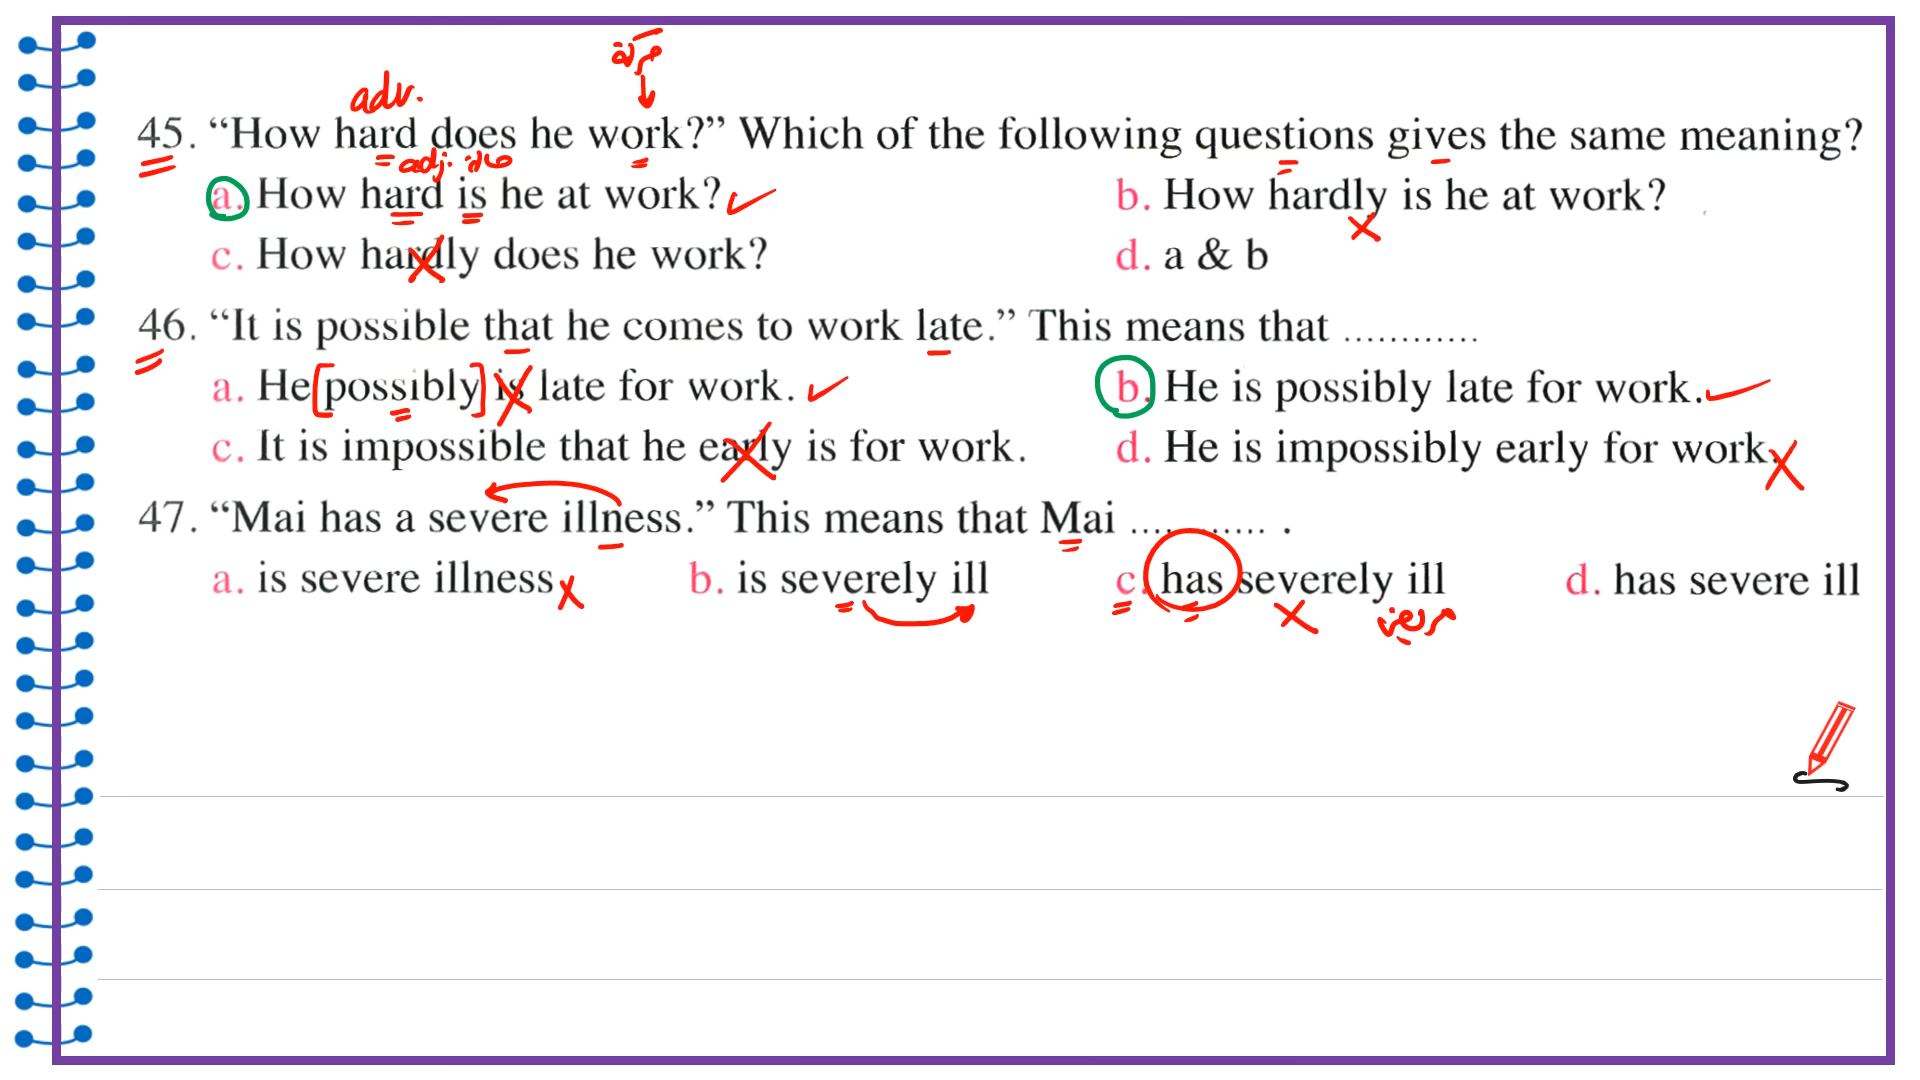 adv.
45. “How hard does he work?” Which of the following questions gives the same meaning?
adj.
a. How hard is he at work?
b. How hardly is he at work?
c. How hardly does he work?
d. a & b
46. “It is possible that he comes to work late.” This means that ............
a. He [possibly] is late for work.
b. He is possibly late for work.
c. It is impossible that he early is for work.
d. He is impossibly early for work.
47. “Mai has a severe illness.” This means that Mai ............ .
a. is severe illness
b. is severely ill
c. has severely ill
d. has severe ill